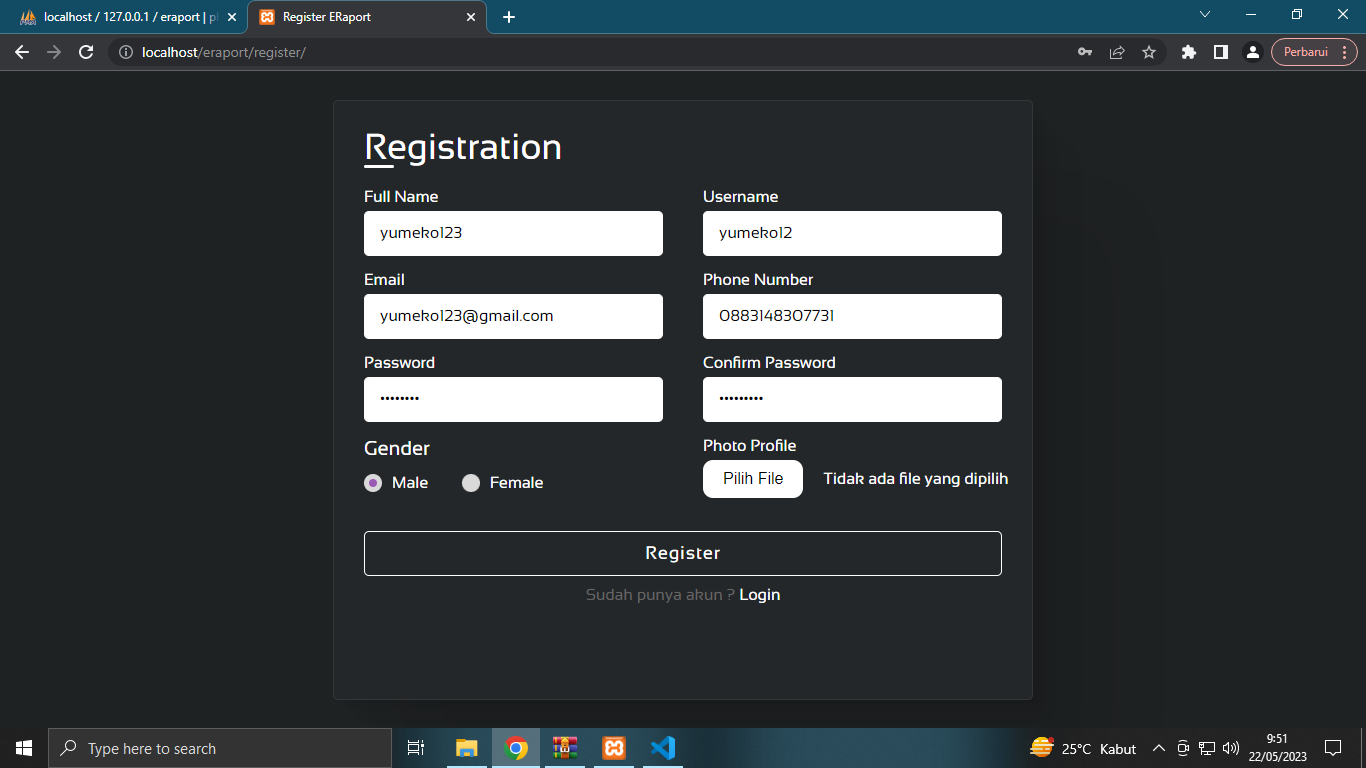 localhost / 127.0.0.1 / eraport | p
Register ERaport
localhost/eraport/register/
Perbarui
Registration
Full Name
Username
yumeko123
yumeko12
Email
Phone Number
yumeko123@gmail.com
0883148307731
Password
Confirm Password
••••••••
•••••••••
Gender
Photo Profile
Male
Female
Pilih File
Tidak ada file yang dipilih
Register
Sudah punya akun ? Login
Type here to search
25°C Kabut
9:51
22/05/2023